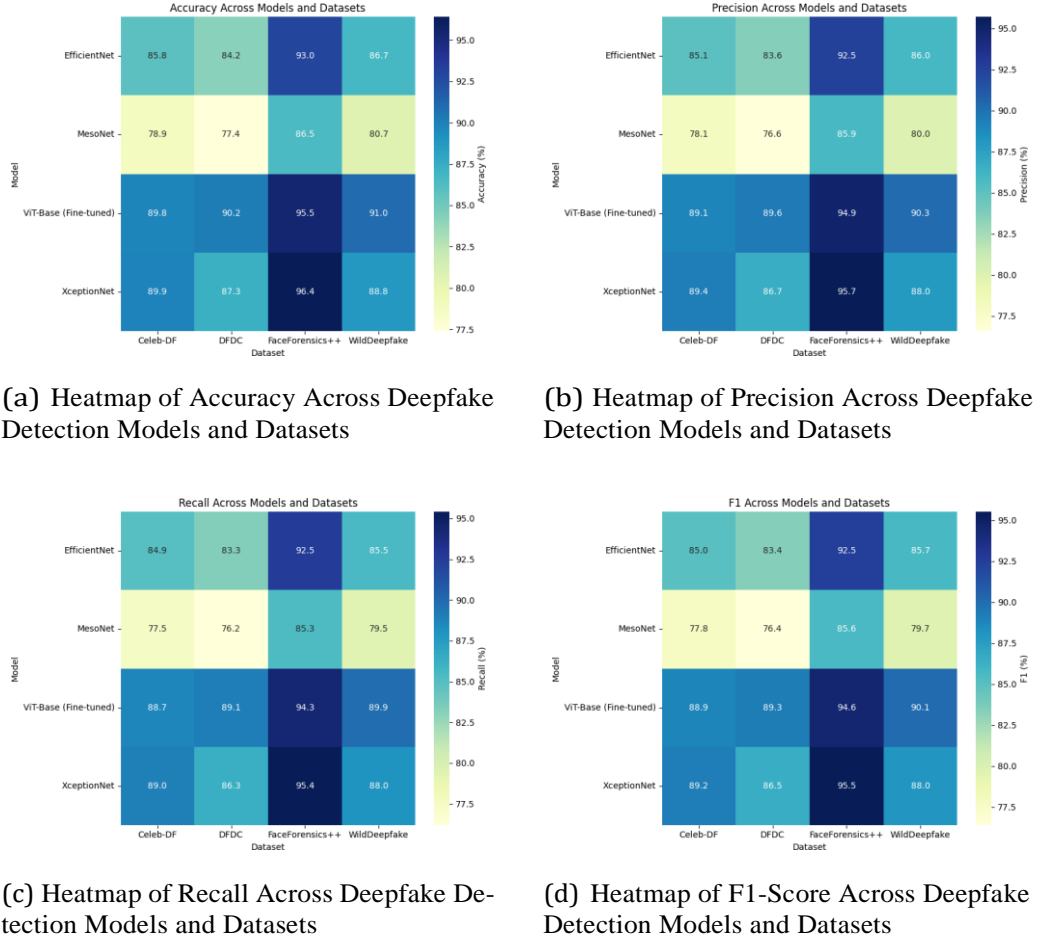 Accuracy Across Models and Datasets
EfficientNet
85.8 84.2 93.0 86.7
MesoNet
78.9 77.4 86.5 80.7
ViT-Base (Fine-tuned)
89.8 90.2 95.5 91.0
XceptionNet
89.9 87.3 96.4 88.8
Celeb-DF DFDC FaceForensics++ WildDeepfake
Dataset
Model
95.0
92.5
90.0
87.5
85.0
82.5
80.0
77.5
Accuracy (%)
(a) Heatmap of Accuracy Across Deepfake
Detection Models and Datasets
Precision Across Models and Datasets
EfficientNet
85.1 83.6 92.5 86.0
MesoNet
78.1 76.6 85.9 80.0
ViT-Base (Fine-tuned)
89.1 89.6 94.9 90.3
XceptionNet
89.4 86.7 95.7 88.0
Celeb-DF DFDC FaceForensics++ WildDeepfake
Dataset
Model
95.0
92.5
90.0
87.5
85.0
82.5
80.0
77.5
Precision (%)
(b) Heatmap of Precision Across Deepfake
Detection Models and Datasets
Recall Across Models and Datasets
EfficientNet
84.9 83.3 92.5 85.5
MesoNet
77.5 76.2 85.3 79.5
ViT-Base (Fine-tuned)
88.7 89.1 94.3 89.9
XceptionNet
89.0 86.3 95.4 88.0
Celeb-DF DFDC FaceForensics++ WildDeepfake
Dataset
Model
95.0
92.5
90.0
87.5
85.0
82.5
80.0
77.5
Recall (%)
(c) Heatmap of Recall Across Deepfake De-
tection Models and Datasets
F1 Across Models and Datasets
EfficientNet
85.0 83.4 92.5 85.7
MesoNet
77.8 76.4 85.6 79.7
ViT-Base (Fine-tuned)
88.9 89.3 94.6 90.1
XceptionNet
89.2 86.5 95.5 88.0
Celeb-DF DFDC FaceForensics++ WildDeepfake
Dataset
Model
95.0
92.5
90.0
87.5
85.0
82.5
80.0
77.5
F1 (%)
(d) Heatmap of F1-Score Across Deepfake
Detection Models and Datasets